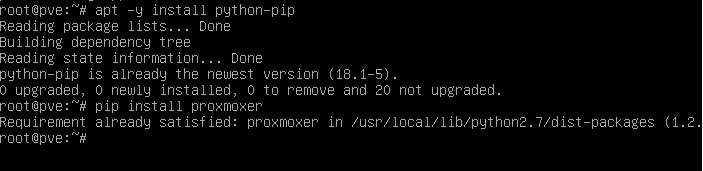 root@pve:~# apt -y install python-pip
Reading package lists... Done
Building dependency tree
Reading state information... Done
python-pip is already the newest version (18.1-5).
0 upgraded, 0 newly installed, 0 to remove and 20 not upgraded.
root@pve:~# pip install proxmoxer
Requirement already satisfied: proxmoxer in /usr/local/lib/python2.7/dist-packages (1.2.
root@pve:~#